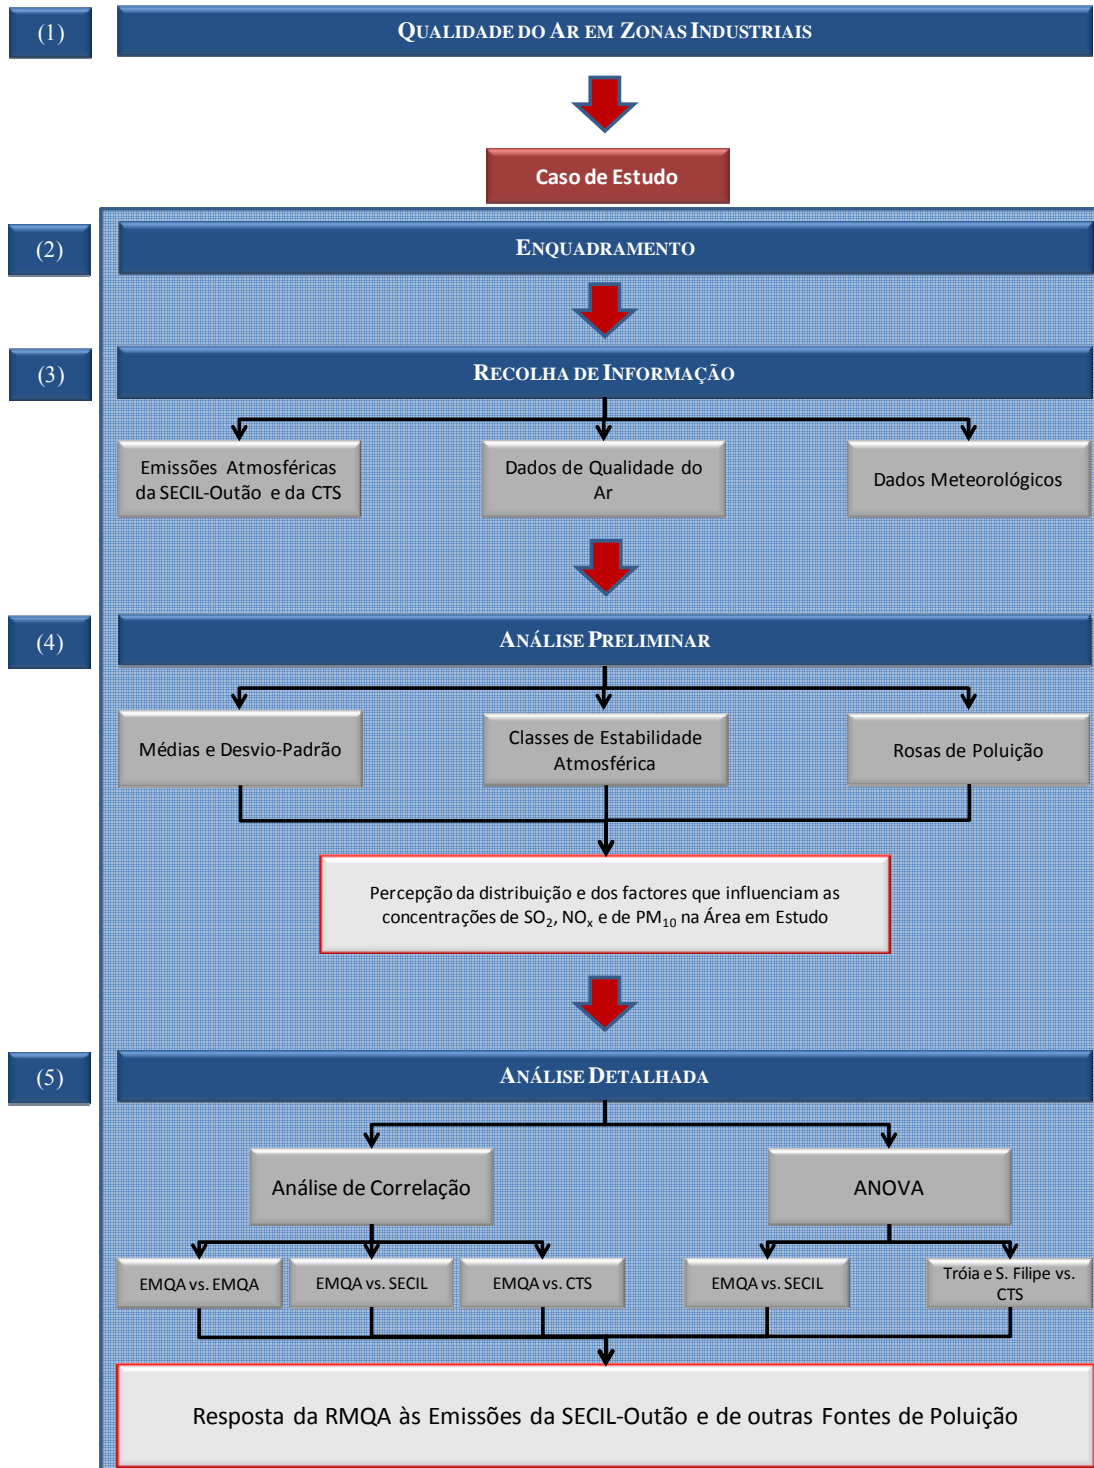 (1)
QUALIDADE DO AR EM ZONAS INDUSTRIAIS
Caso de Estudo
(2)
ENQUADRAMENTO
(3)
RECOLHA DE INFORMAÇÃO
Emissões Atmosféricas
da SECIL-Outão e da CTS
Dados de Qualidade do
Ar
Dados Meteorológicos
(4)
ANÁLISE PRELIMINAR
Médias e Desvio-Padrão
Classes de Estabilidade
Atmosférica
Rosas de Poluição
Percepção da distribuição e dos factores que influenciam as
concentrações de SO₂, NOₓ e de PM₁₀ na Área em Estudo
(5)
ANÁLISE DETALHADA
Análise de Correlação
ANOVA
EMQA vs. EMQA
EMQA vs. SECIL
EMQA vs. CTS
EMQA vs. SECIL
Tróia e S. Filipe vs.
CTS
Resposta da RMQA às Emissões da SECIL-Outão e de outras Fontes de Poluição